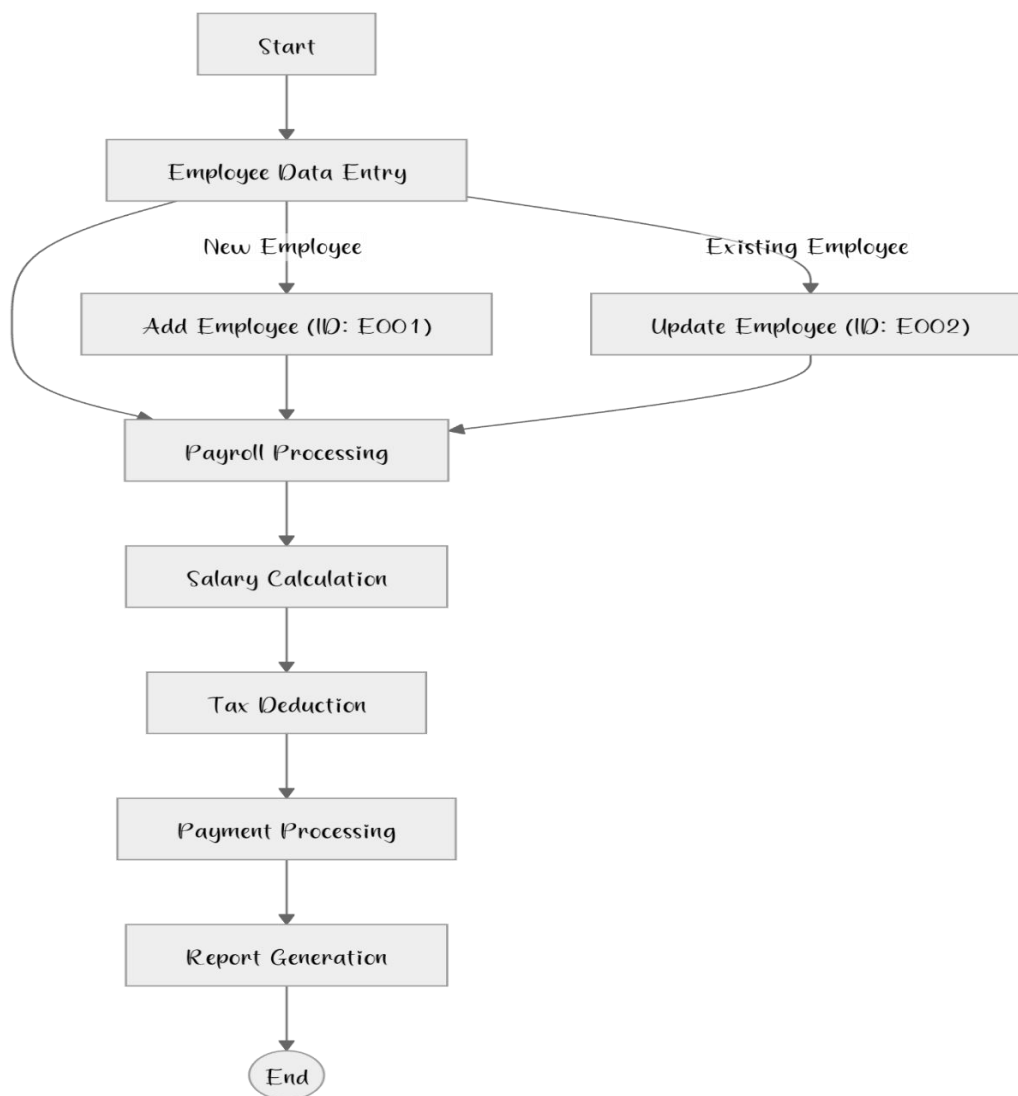 Start
Employee Data Entry
New Employee
Existing Employee
Add Employee (ID: E001)
Update Employee (ID: E002)
Payroll Processing
Salary Calculation
Tax Deduction
Payment Processing
Report Generation
End